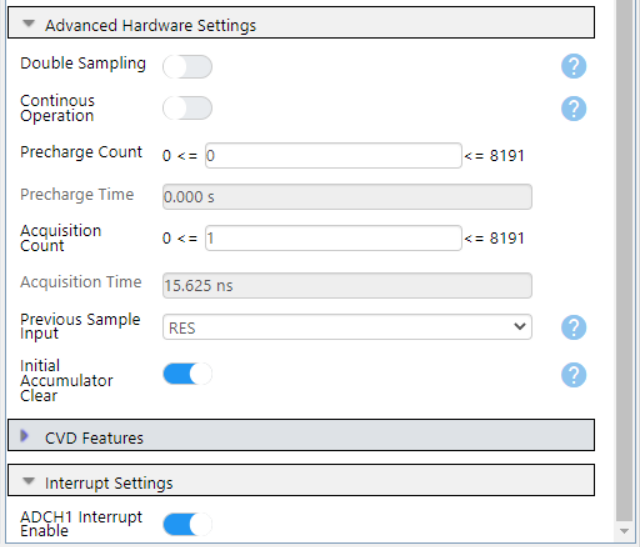 Advanced Hardware Settings
Double Sampling
?
Continous
Operation
?
Precharge Count 0 <= 0 <= 8191
Precharge Time 0.000 s
Acquisition
Count
0 <= 1 <= 8191
Acquisition Time 15.625 ns
Previous Sample
Input
RES
?
Initial
Accumulator
Clear
?
CVD Features
Interrupt Settings
ADCH1 Interrupt
Enable